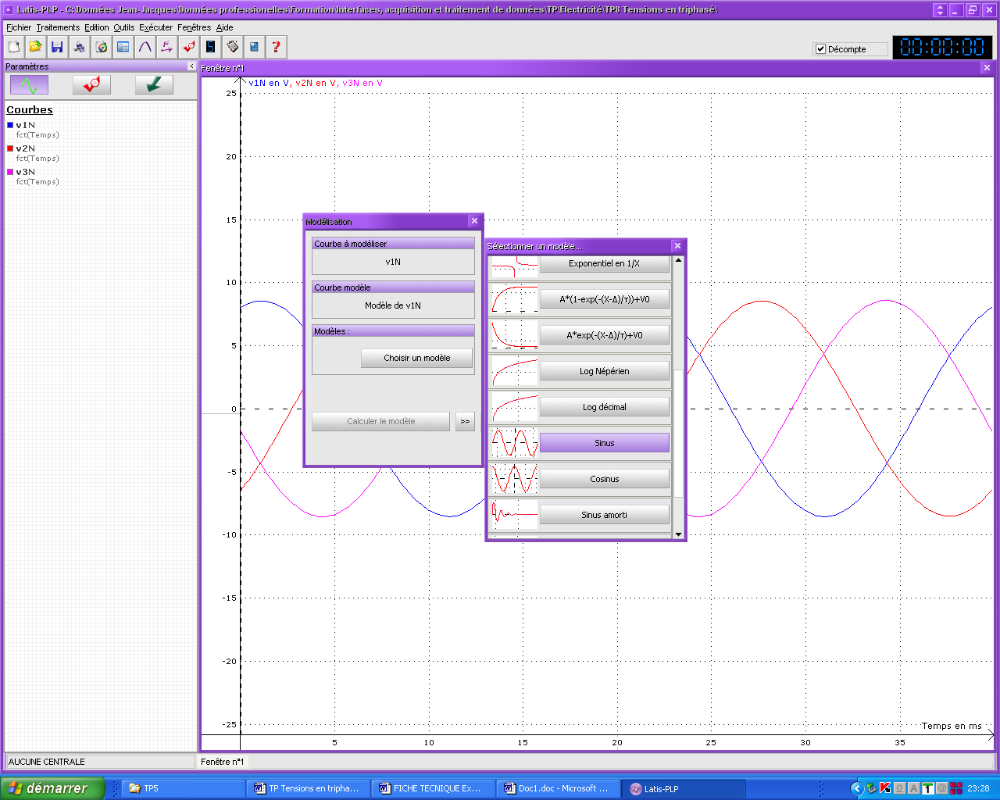 Latis-PLP - C:\Données Jean-Jacques\Données professionelles\Formation\Interfaces, acquisition et traitement de données\TP\Electricité\TP8 Tensions en triphasé\
Fichier Traitements Edition Outils Exécuter Fenêtres Aide
Décompte
00:00:00
Paramètres
Fenêtre n°1
Courbes
v1N
fct(Temps)
v2N
fct(Temps)
v3N
fct(Temps)
v1N en V, v2N en V, v3N en V
25
20
15
10
5
0
-5
-10
-15
-20
-25
5 10 15 20 25 30 35
Temps en ms
Modélisation
Courbe à modéliser
v1N
Courbe modèle
Modèle de v1N
Modèles :
Choisir un modèle
Calculer le modèle >>
Sélectionner un modèle...
Exponentiel en 1/X
A*(1-exp(-(X-Δ)/τ))+V0
A*exp(-(X-Δ)/τ)+V0
Log Népérien
Log décimal
Sinus
Cosinus
Sinus amorti
AUCUNE CENTRALE
Fenêtre n°1
démarrer
TP5
TP Tensions en tripha...
FICHE TECNIQUE Ex...
Doc1.doc - Microsoft ...
Latis-PLP
23:28